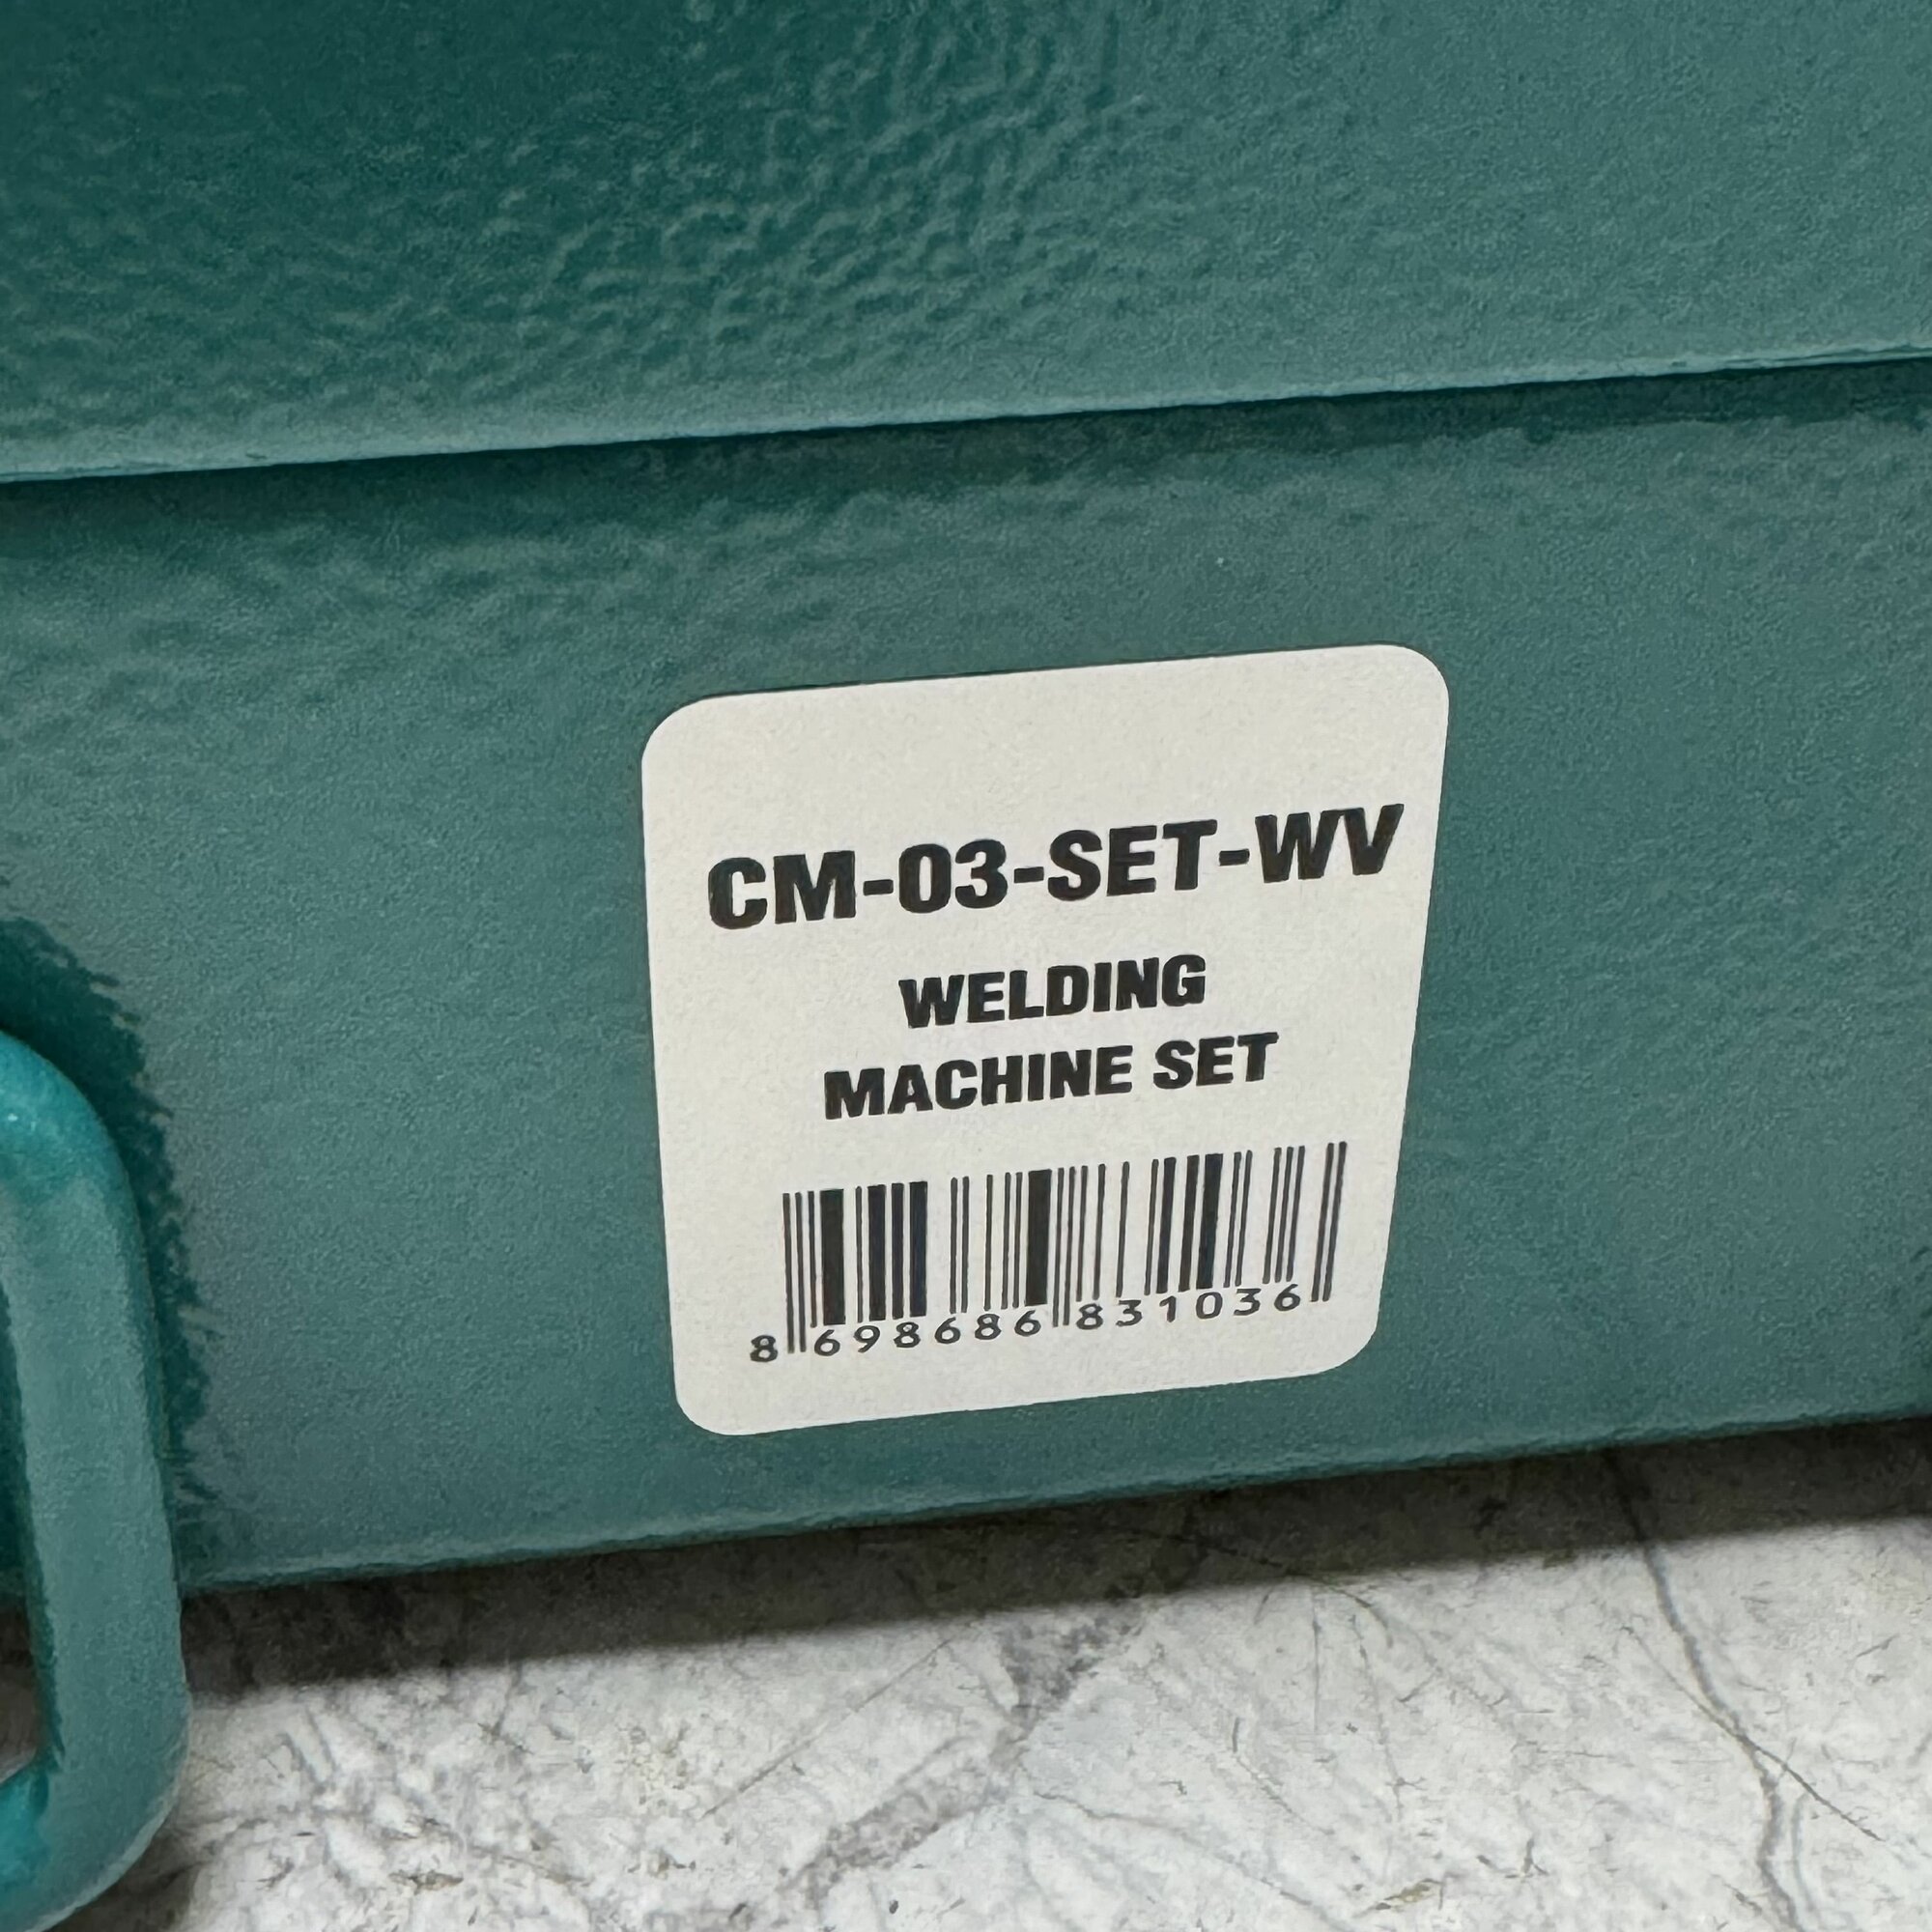 CM-03-SET-WV
WELDING
MACHINE SET
8 698686 831036